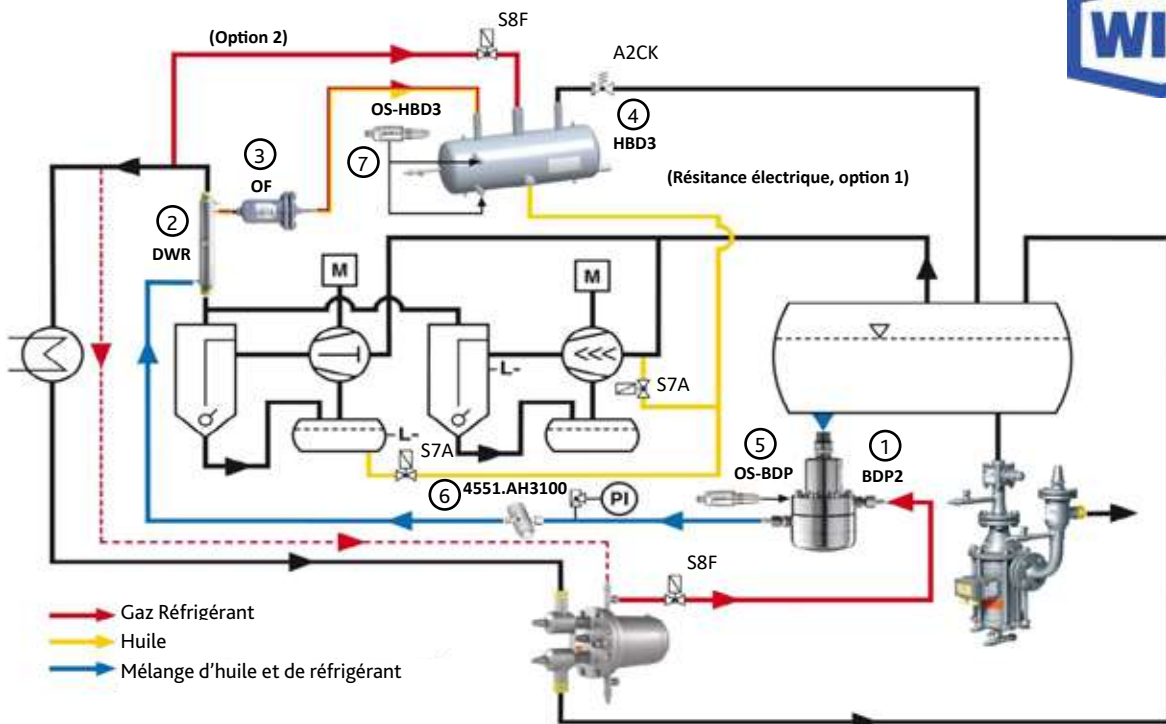 S8F
(Option 2)
WI
A2CK
OS-HBD3
4
HBD3
3
7
OF
(Résitance électrique, option 1)
2
DWR
M
M
-L-
S7A
-L-
S7A
5
1
6
4551.AH3100
OS-BDP
BDP2
PI
S8F
Gaz Réfrigérant
Huile
Mélange d'huile et de réfrigérant